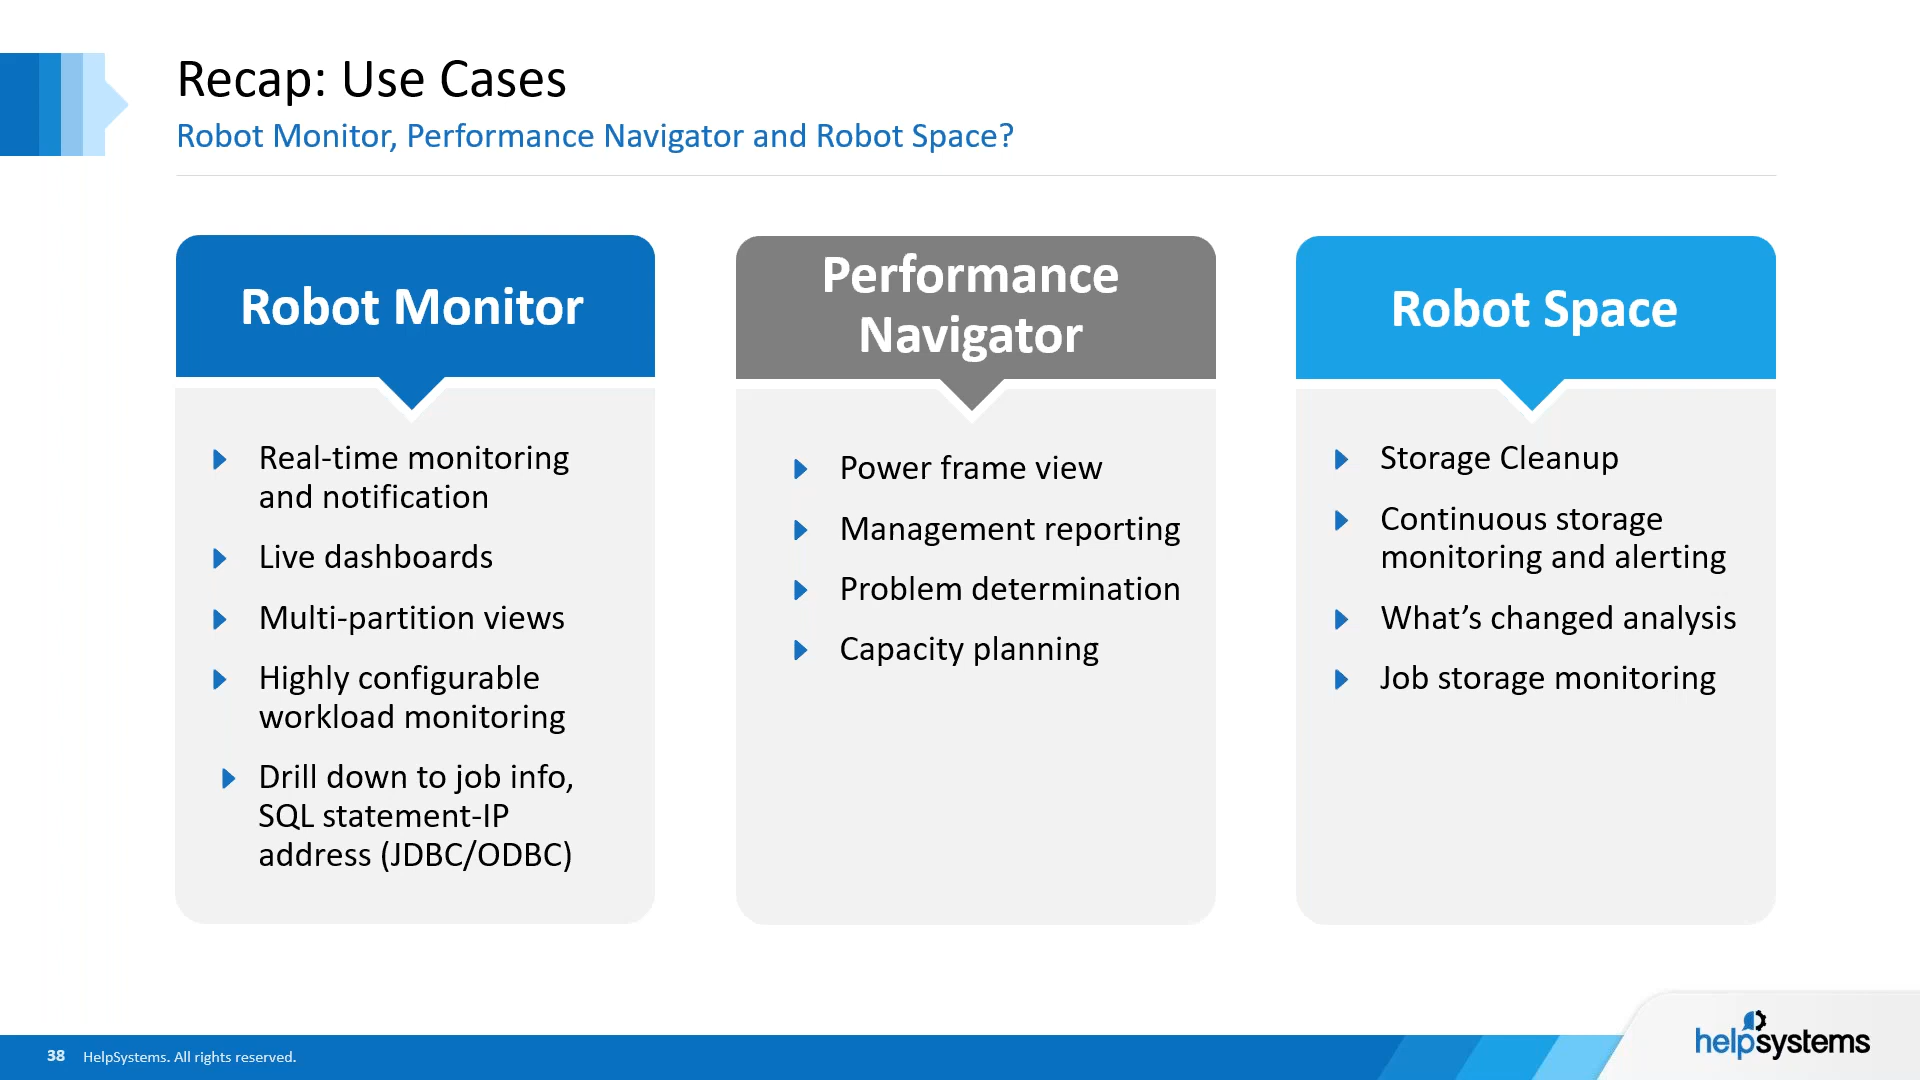 Recap: Use Cases
Robot Monitor, Performance Navigator and Robot Space?
Robot Monitor
Real-time monitoring
and notification
Live dashboards
Multi-partition views
Highly configurable
workload monitoring
Drill down to job info,
SQL statement-IP
address (JDBC/ODBC)
Performance
Navigator
Power frame view
Management reporting
Problem determination
Capacity planning
Robot Space
Storage Cleanup
Continuous storage
monitoring and alerting
What’s changed analysis
Job storage monitoring
38 HelpSystems. All rights reserved.
helpsystems